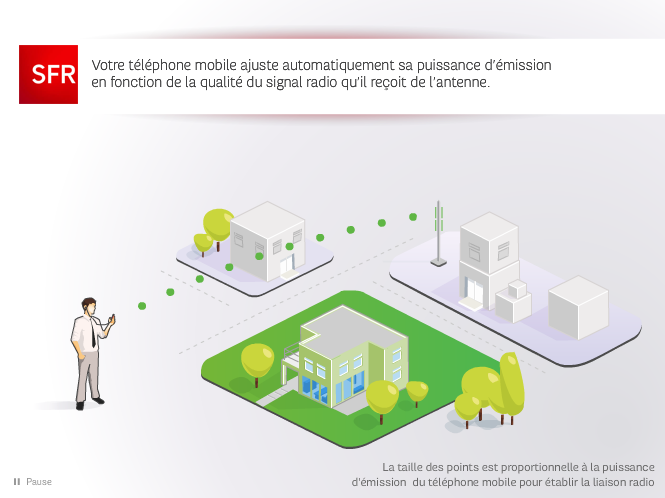 SFR
Votre téléphone mobile ajuste automatiquement sa puissance d'émission
en fonction de la qualité du signal radio qu'il reçoit de l'antenne.
La taille des points est proportionnelle à la puissance
d'émission du téléphone mobile pour établir la liaison radio
Pause